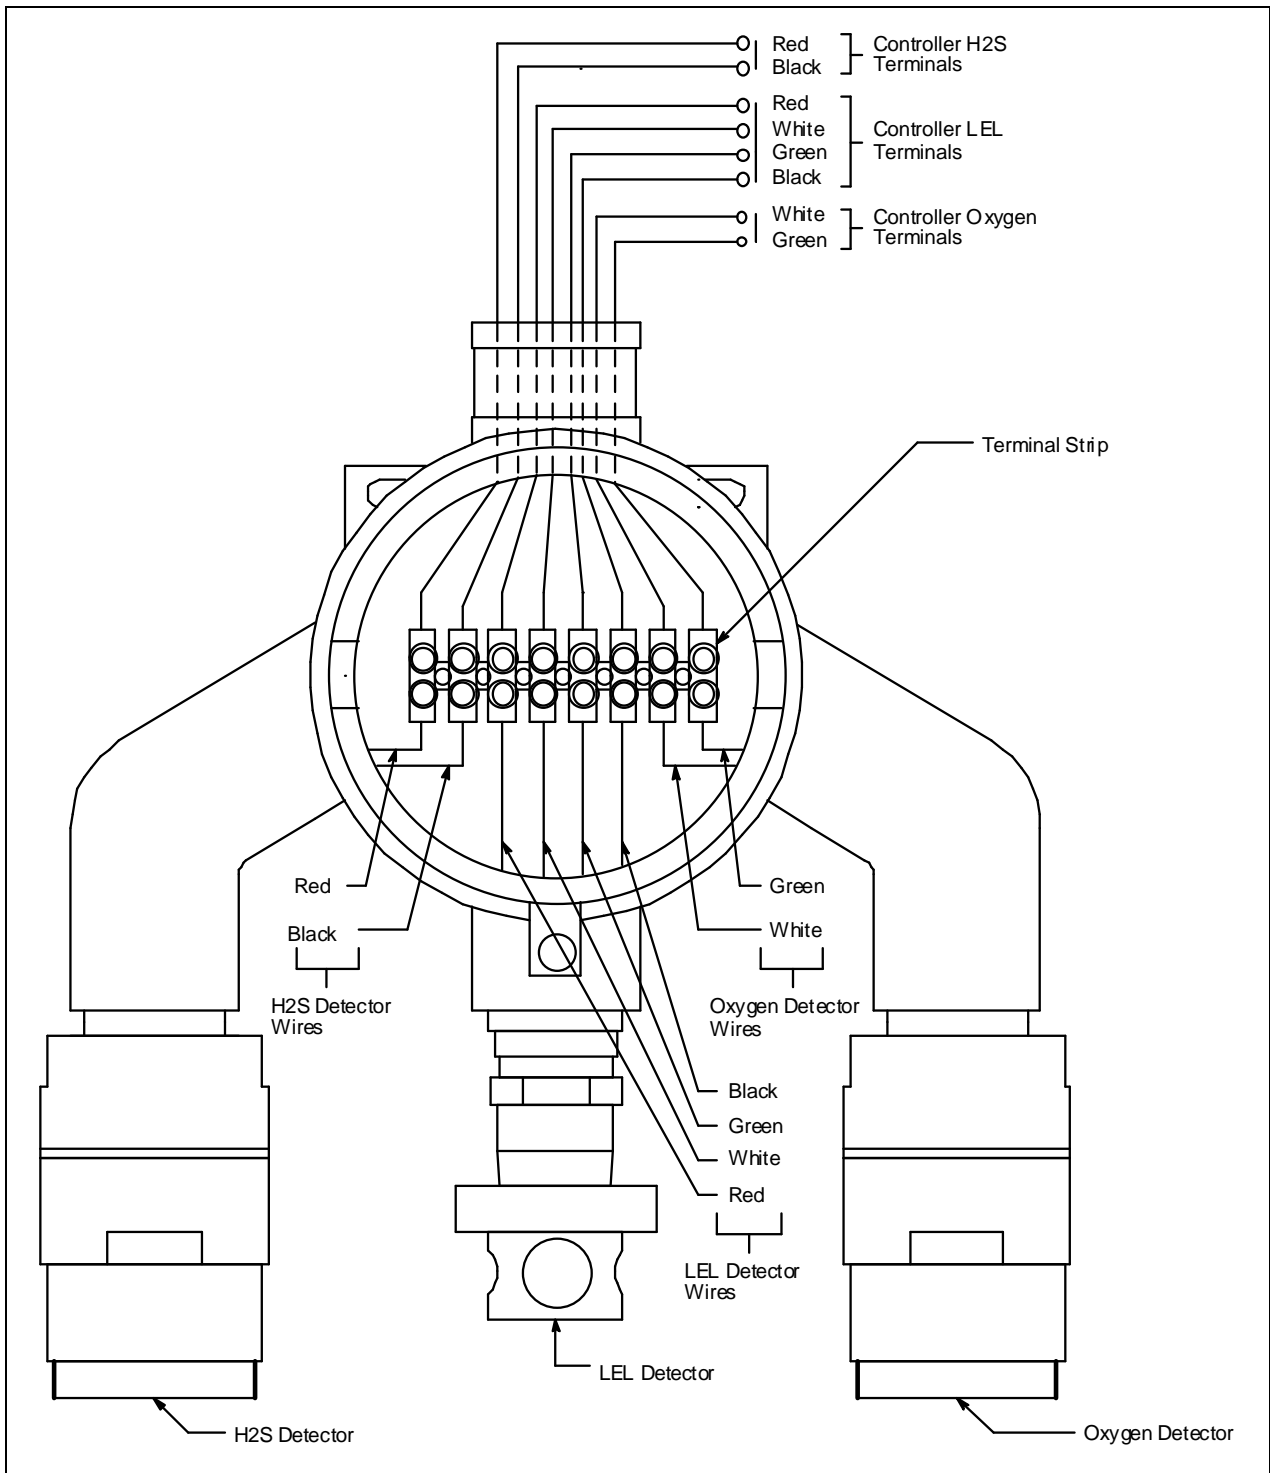 Red
Black
Controller H2S
Terminals
Red
White
Green
Black
Controller LEL
Terminals
White
Green
Controller Oxygen
Terminals
Terminal Strip
Red
Black
H2S Detector
Wires
Green
White
Oxygen Detector
Wires
Black
Green
White
Red
LEL Detector
Wires
LEL Detector
H2S Detector
Oxygen Detector